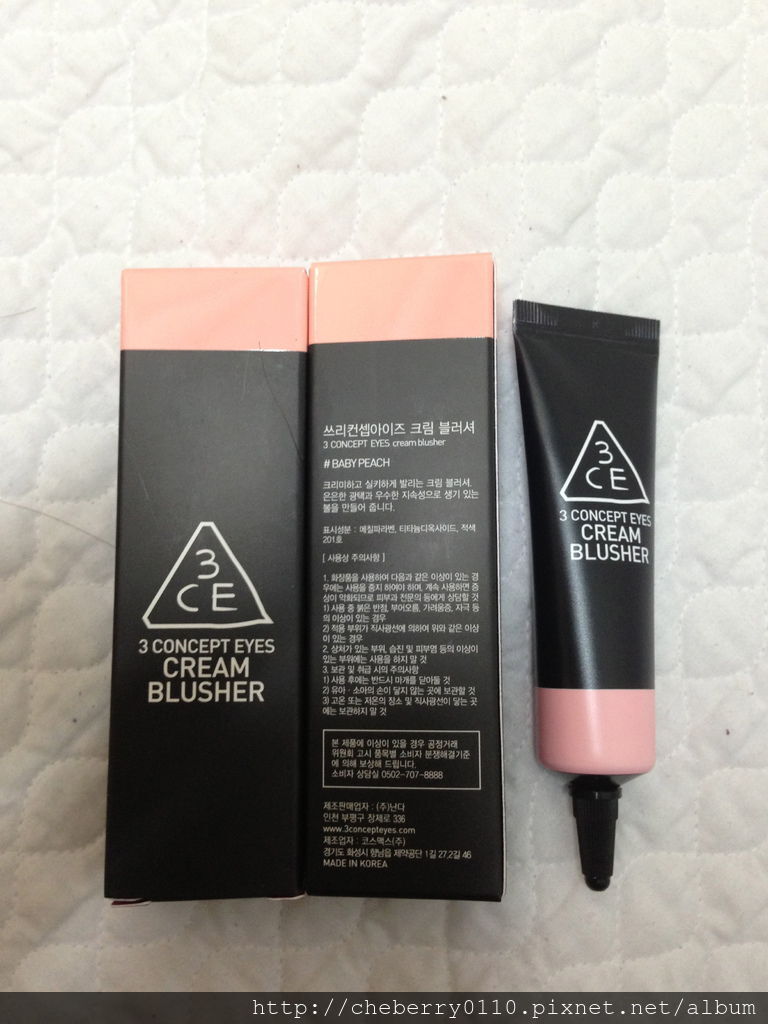 3
CE
3 CONCEPT EYES
CREAM
BLUSHER
쓰리컨셉아이즈 크림 블러셔
3 CONCEPT EYES cream blusher
# BABY PEACH
크리미하고 실키하게 발리는 크림 블러셔.
은은한 광택과 우수한 지속성으로 생기 있는
볼을 만들어 줍니다.
표시성분 : 메칠파라벤, 티타늄디옥사이드, 적색
201호
[ 사용상 주의사항 ]
1. 화장품을 사용하여 다음과 같은 이상이 있는 경
우에는 사용을 중지 하여야 하며, 계속 사용하면 증
상이 악화되므로 피부과 전문의 등에게 상담할 것
1) 사용 중 붉은 반점, 부어오름, 가려움증, 자극 등
의 이상이 있는 경우
2) 적용 부위가 직사광선에 의하여 위와 같은 이상
이 있는 경우
2. 상처가 있는 부위, 습진 및 피부염 등의 이상이
있는 부위에는 사용을 하지 말 것
3. 보관 및 취급 시의 주의사항
1) 사용 후에는 반드시 마개를 닫아둘 것
2) 유아 · 소아의 손이 닿지 않는 곳에 보관할 것
3) 고온 또는 저온의 장소 및 직사광선이 닿는 곳
에는 보관하지 말 것
본 제품에 이상이 있을 경우 공정거래
위원회 고시 품목별 소비자 분쟁해결기준
에 의해 보상해 드립니다.
소비자 상담실 0502-707-8888
제조판매업자 : (주)난다
인천 부평구 장제로 336
www.3concepteyes.com
제조업자 : 코스맥스(주)
경기도 화성시 향남읍 제약공단 1길 27,2길 46
MADE IN KOREA
3
CE
3 CONCEPT EYES
CREAM
BLUSHER
http://cheberry0110.pixnet.net/album